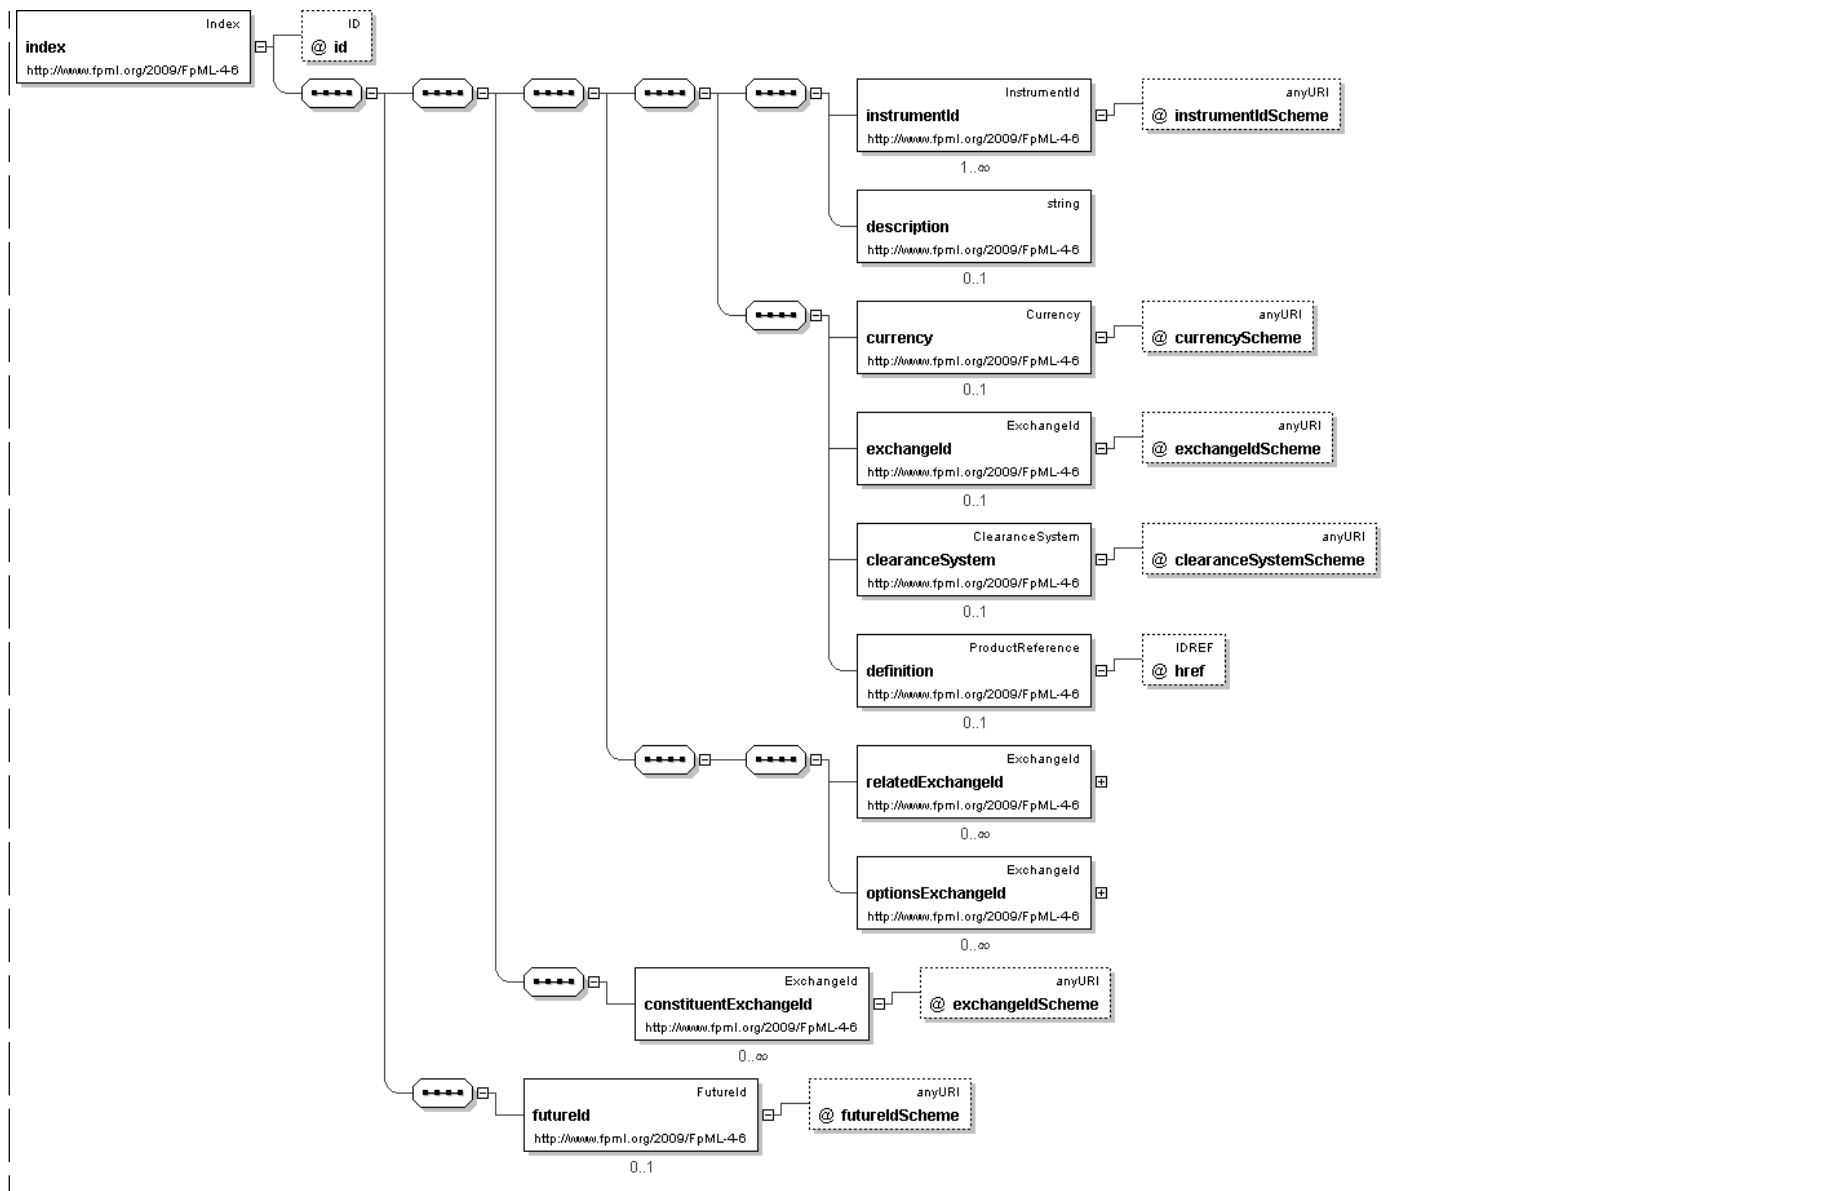 Index
index
http://www.fpml.org/2009/FpML-4-6
ID
@ id
InstrumentId
instrumentId
http://www.fpml.org/2009/FpML-4-6
1..∞
anyURI
@ instrumentIdScheme
string
description
http://www.fpml.org/2009/FpML-4-6
0..1
Currency
currency
http://www.fpml.org/2009/FpML-4-6
0..1
anyURI
@ currencyScheme
ExchangeId
exchangeId
http://www.fpml.org/2009/FpML-4-6
0..1
anyURI
@ exchangeIdScheme
ClearanceSystem
clearanceSystem
http://www.fpml.org/2009/FpML-4-6
0..1
anyURI
@ clearanceSystemScheme
ProductReference
definition
http://www.fpml.org/2009/FpML-4-6
0..1
IDREF
@ href
ExchangeId
relatedExchangeId
http://www.fpml.org/2009/FpML-4-6
0..∞
ExchangeId
optionsExchangeId
http://www.fpml.org/2009/FpML-4-6
0..∞
ExchangeId
constituentExchangeId
http://www.fpml.org/2009/FpML-4-6
0..∞
anyURI
@ exchangeIdScheme
FutureId
futureId
http://www.fpml.org/2009/FpML-4-6
0..1
anyURI
@ futureIdScheme